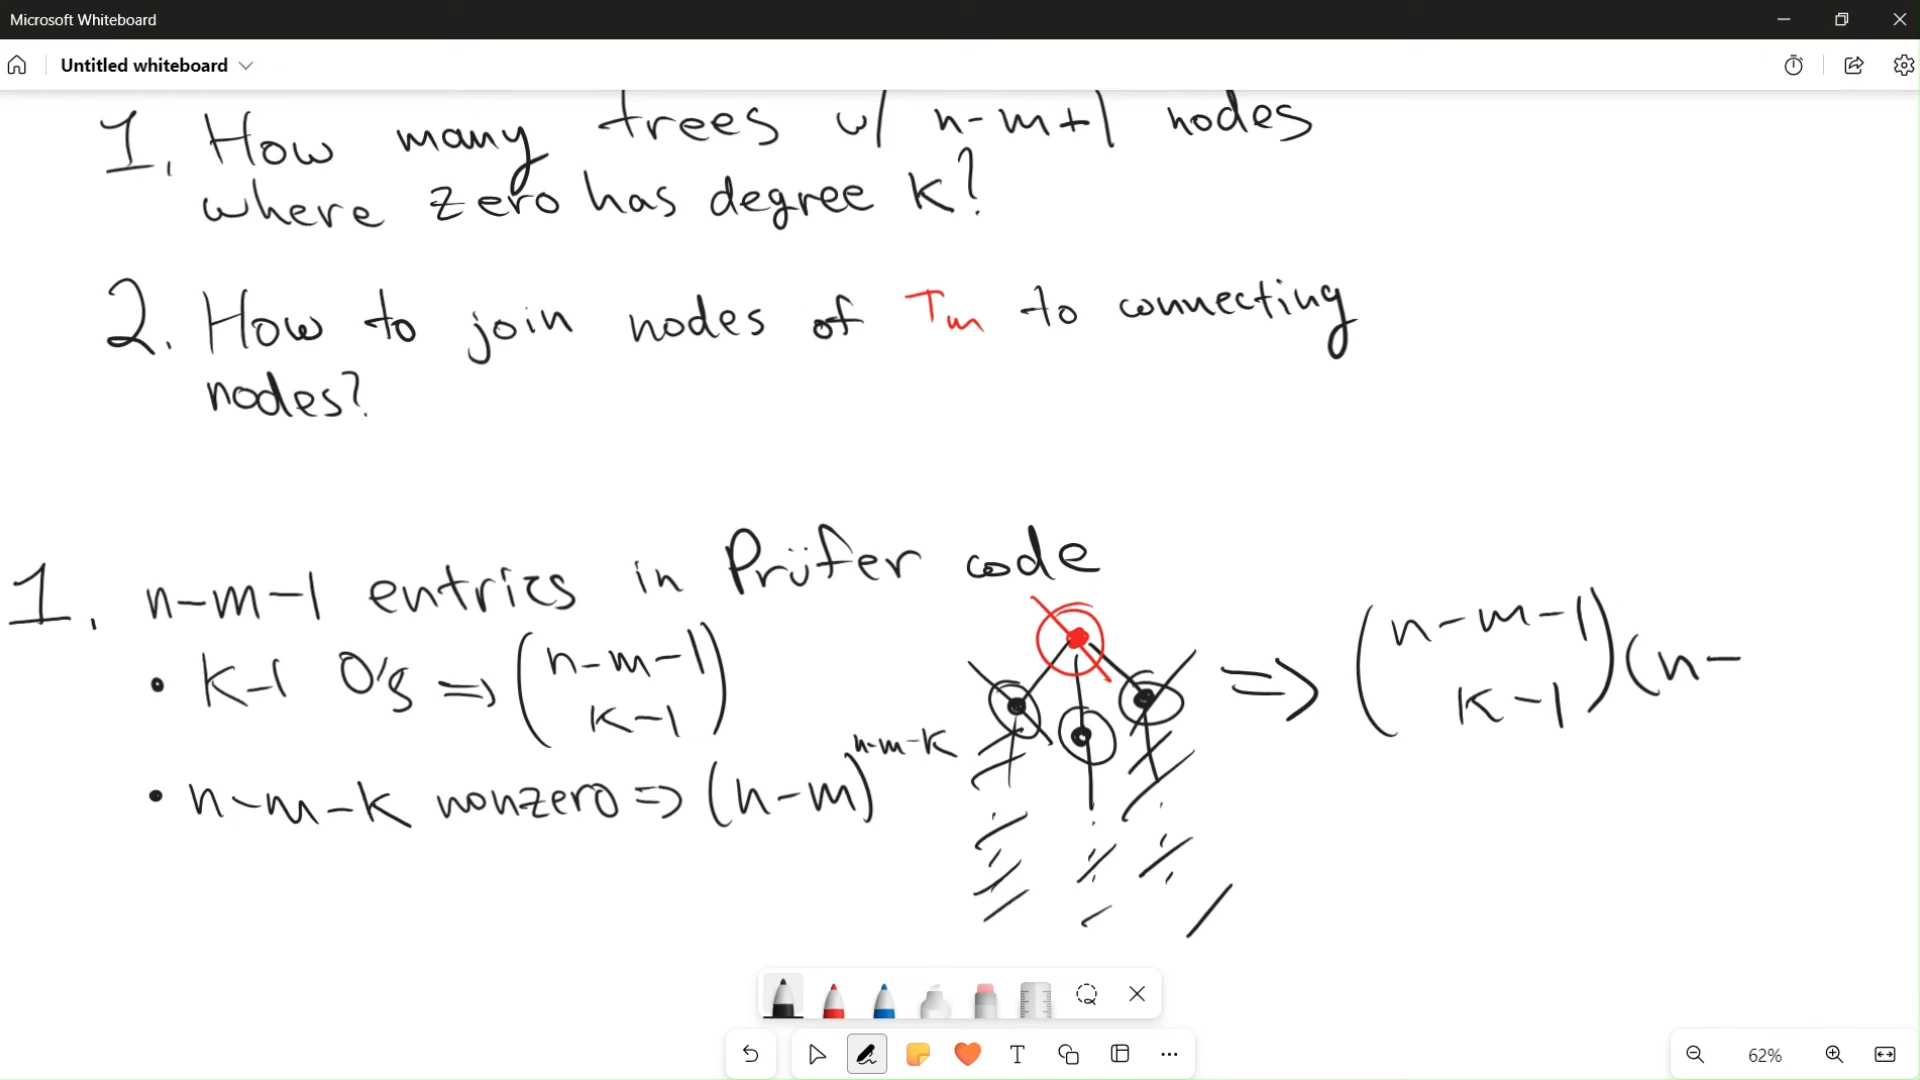 Microsoft Whiteboard
Untitled whiteboard
1. How many trees w/ n-m+1 nodes
where zero has degree K?
2. How to join nodes of Tm to connecting
nodes?
1. n-m-1 entries in Prüfer code
• K-1 0's => (n-m-1 K-1)
• n-m-K nonzero => (n-m)^n-m-K
=> (n-m-1 K-1)(n-
62%